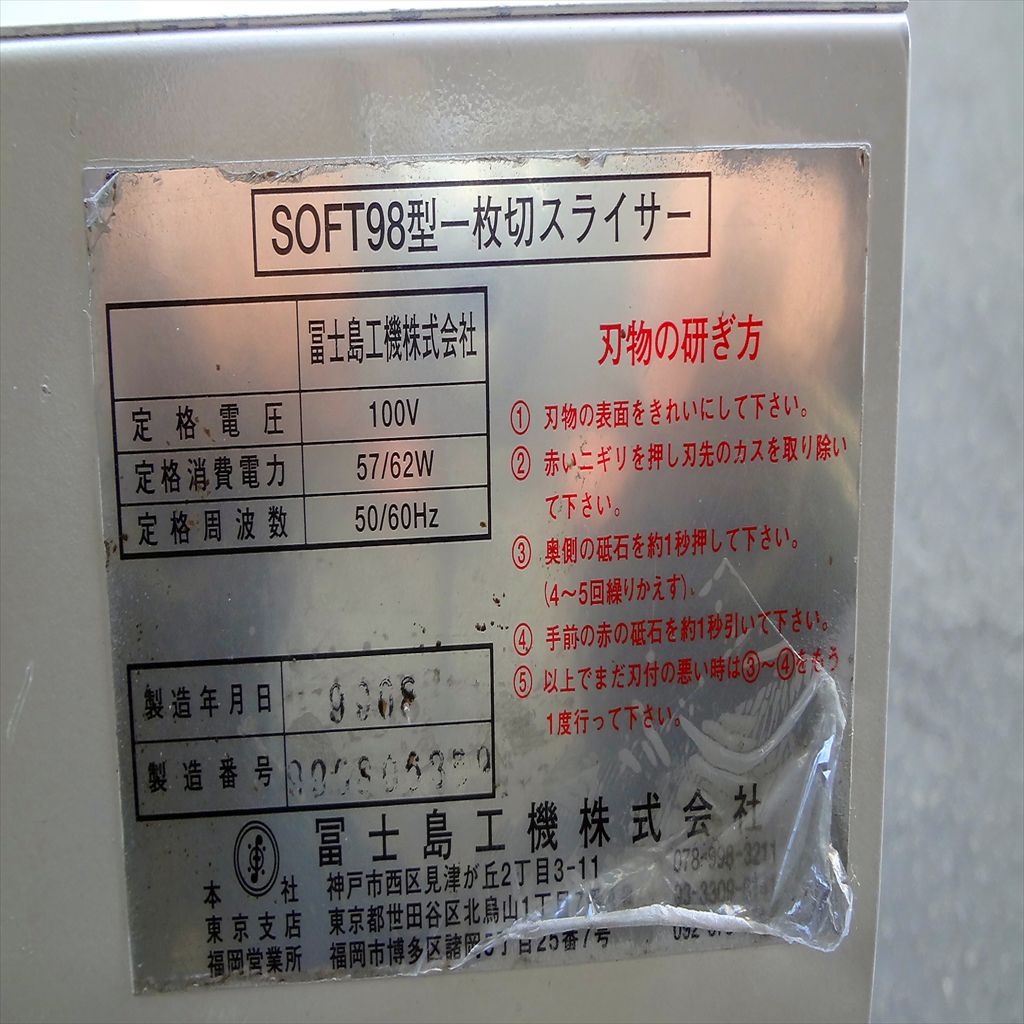 SOFT98型一枚切スライサー
冨士島工機株式会社
定格電圧 100V
定格消費電力 57/62W
定格周波数 50/60Hz
刃物の研ぎ方
① 刃物の表面をきれいにして下さい。
② 赤いニギリを押し刃先のカスを取り除い
て下さい。
③ 奥側の砥石を約1秒押して下さい。
(4〜5回繰りかえす)
④ 手前の赤の砥石を約1秒引いて下さい。
⑤ 以上でまだ刃付の悪い時は③〜④をもう
1度行って下さい。
製造年月日 9908
製造番号
冨士島工機株式会社
本社 神戸市西区見津が丘2丁目3-11 078-998-3211
東京支店 東京都世田谷区北烏山1丁
福岡営業所 福岡市博多区諸岡5丁目25番7号 092